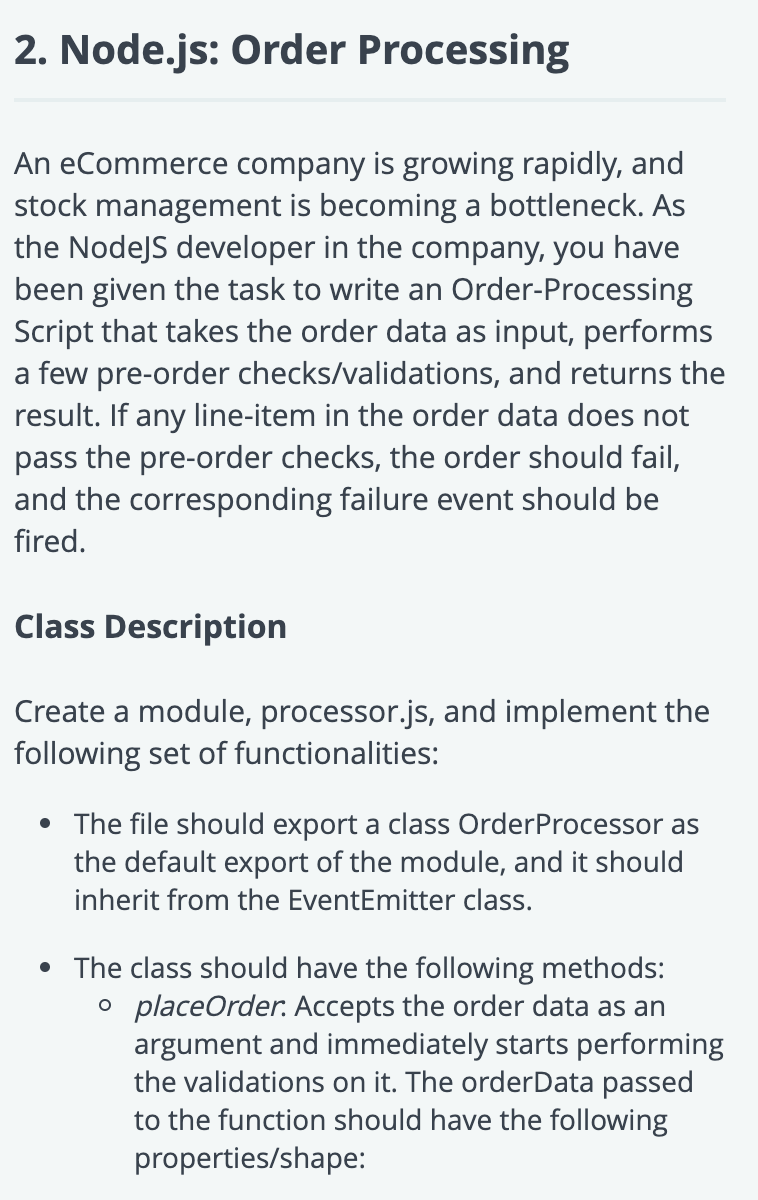 2. Node.js: Order Processing
An eCommerce company is growing rapidly, and
stock management is becoming a bottleneck. As
the NodeJS developer in the company, you have
been given the task to write an Order-Processing
Script that takes the order data as input, performs
a few pre-order checks/validations, and returns the
result. If any line-item in the order data does not
pass the pre-order checks, the order should fail,
and the corresponding failure event should be
fired.
Class Description
Create a module, processor.js, and implement the
following set of functionalities:
• The file should export a class OrderProcessor as
the default export of the module, and it should
inherit from the EventEmitter class.
• The class should have the following methods:
○ placeOrder: Accepts the order data as an
argument and immediately starts performing
the validations on it. The orderData passed
to the function should have the following
properties/shape: